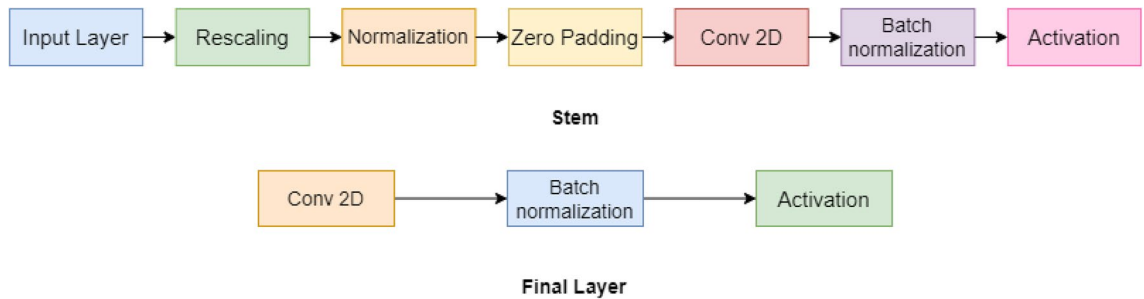 Input Layer
Rescaling
Normalization
Zero Padding
Conv 2D
Batch
normalization
Activation
Stem
Conv 2D
Batch
normalization
Activation
Final Layer